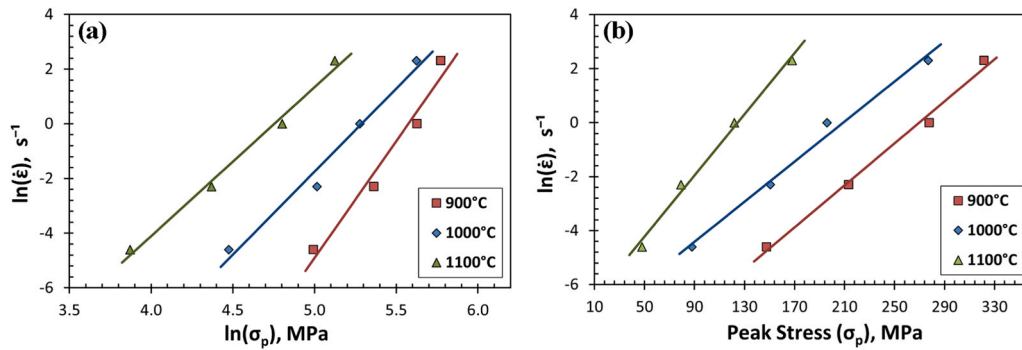 (a)
4
2
0
-2
-4
-6
ln(ε̇), s⁻¹
3.5 4.0 4.5 5.0 5.5 6.0
ln(σp), MPa
900°C
1000°C
1100°C
(b)
4
2
0
-2
-4
-6
ln(ε̇), s⁻¹
10 50 90 130 170 210 250 290 330
Peak Stress (σp), MPa
900°C
1000°C
1100°C